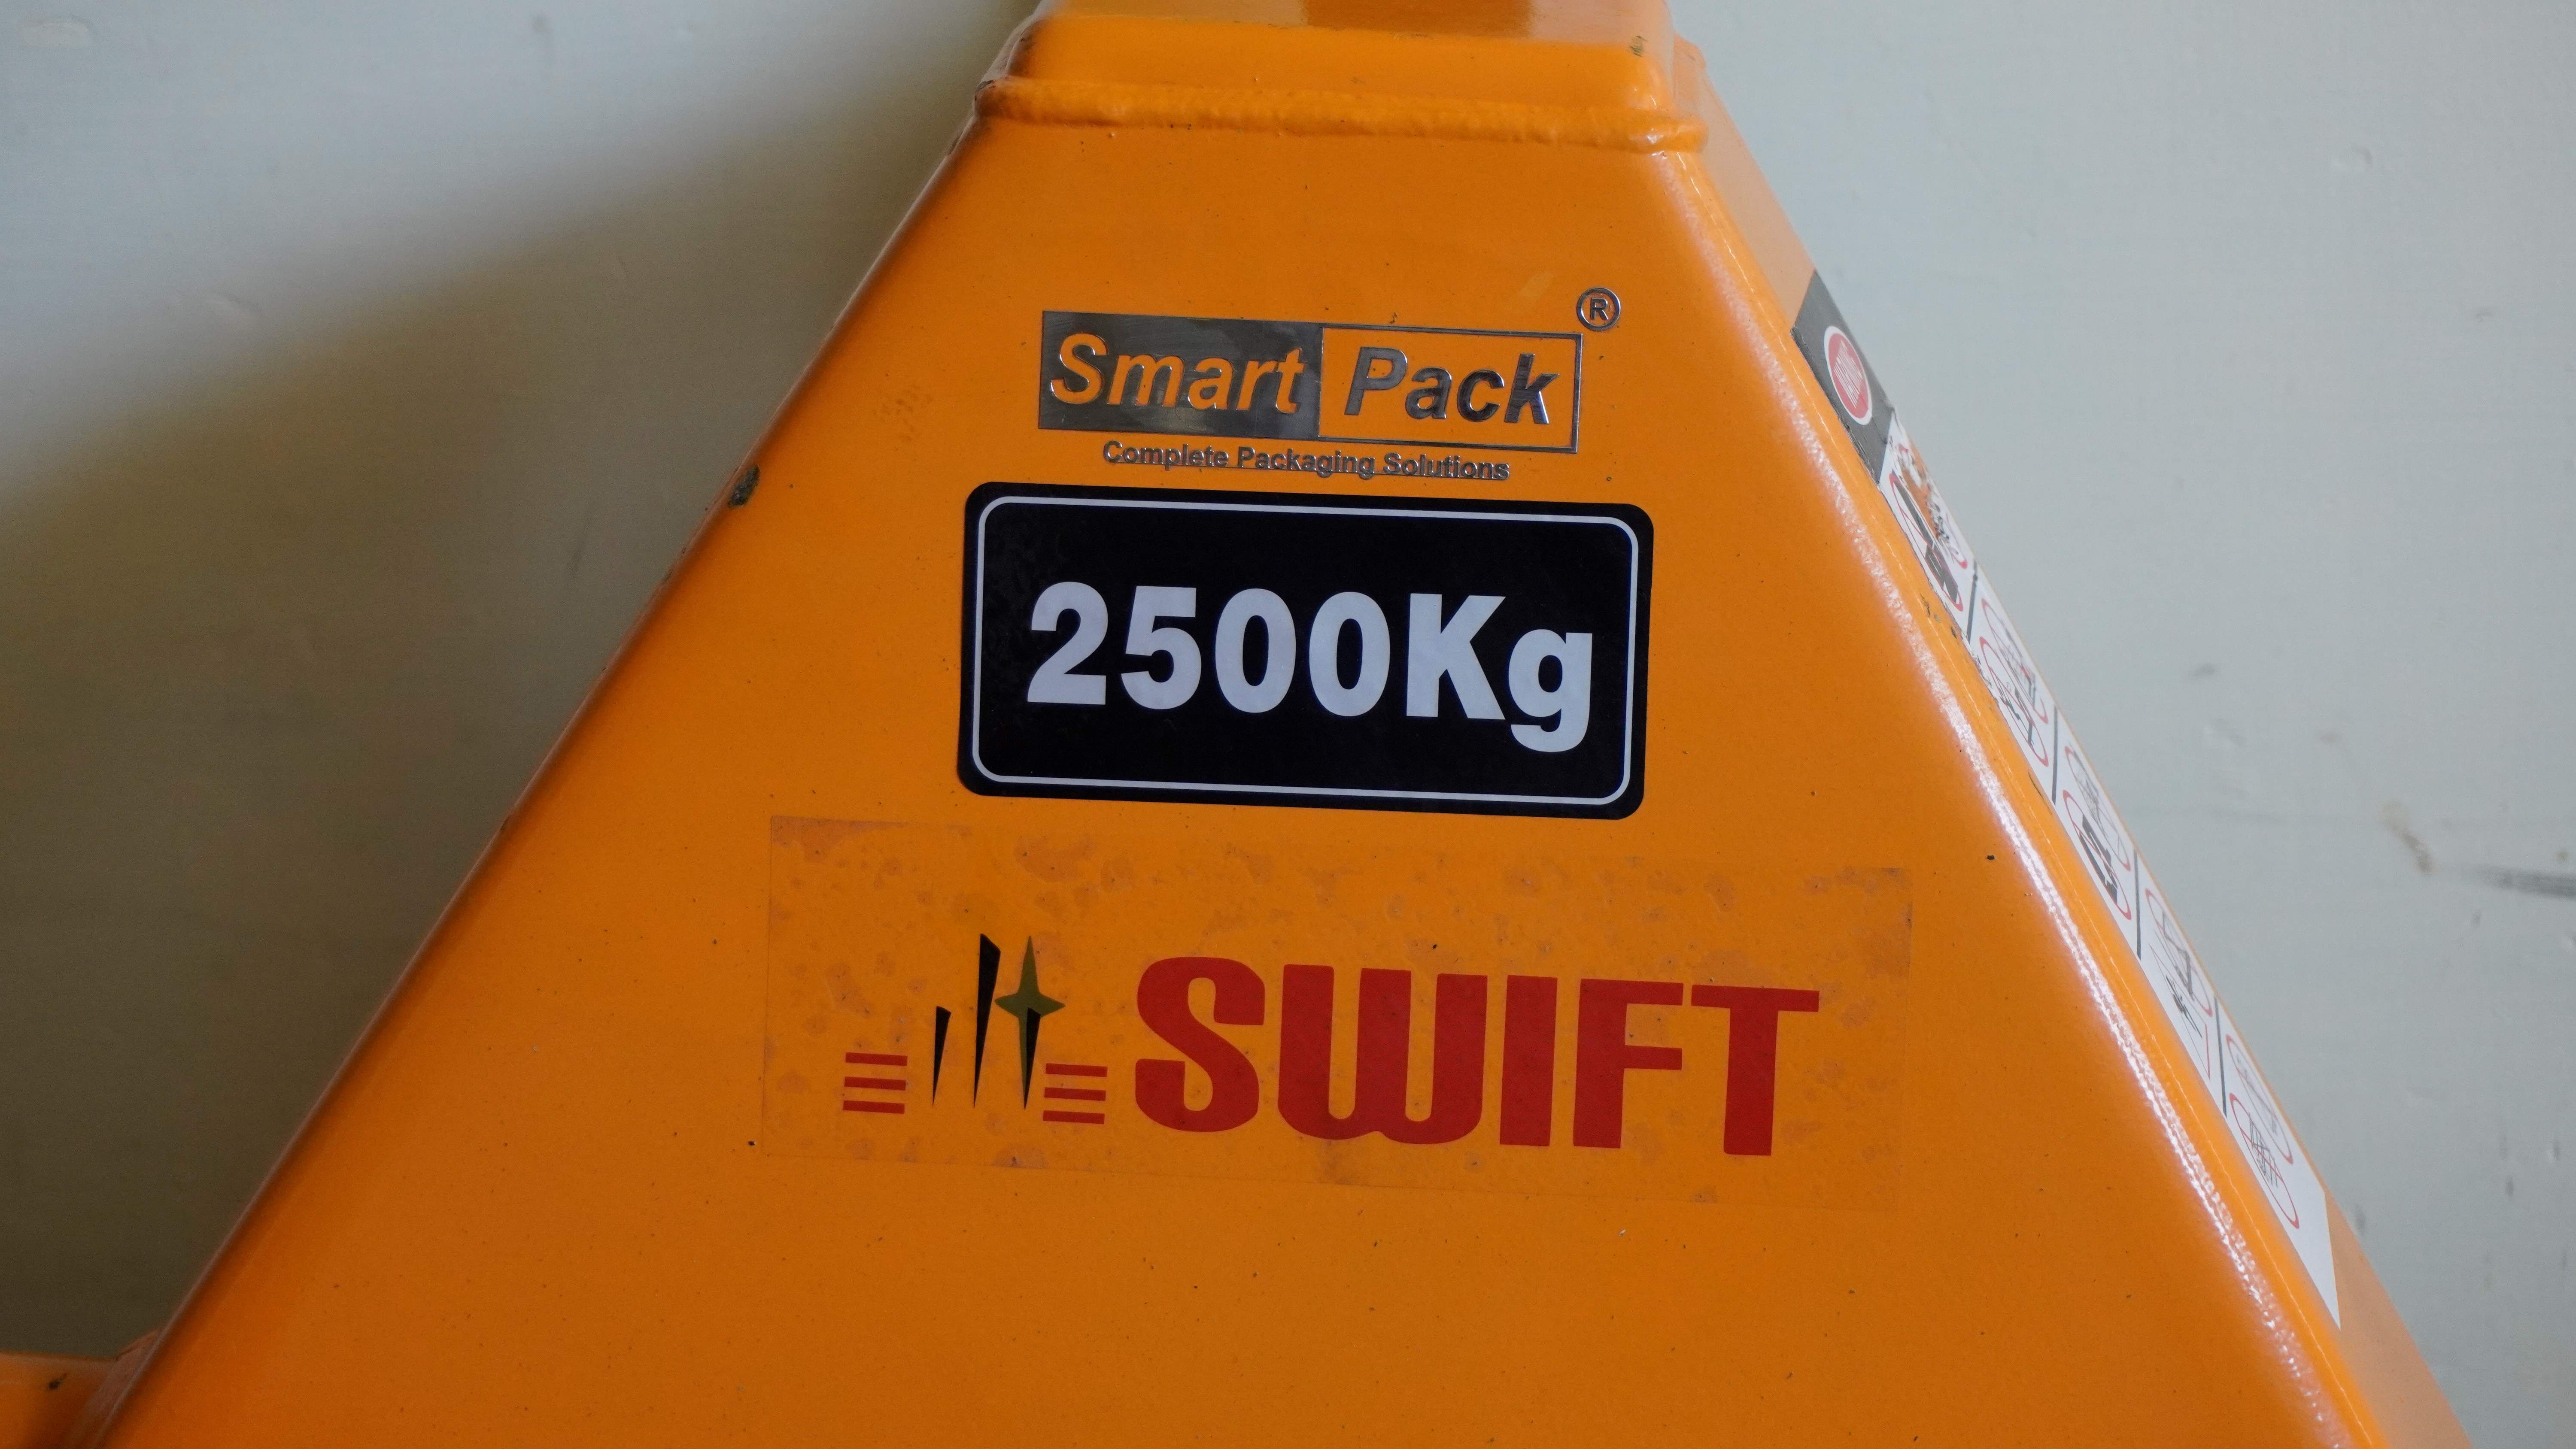 Smart Pack ®
Complete Packaging Solutions
2500Kg
SWIFT